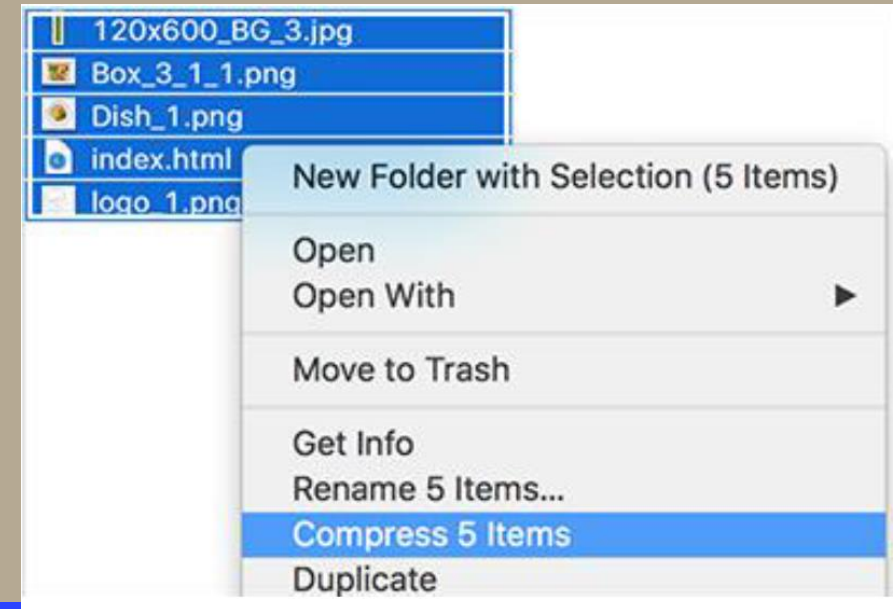 120x600_BG_3.jpg
Box_3_1_1.png
Dish_1.png
index.html
logo_1.png
New Folder with Selection (5 Items)
Open
Open With
Move to Trash
Get Info
Rename 5 Items...
Compress 5 Items
Duplicate